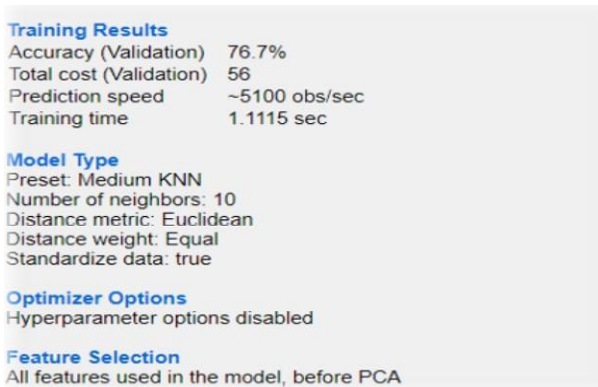 Training Results
Accuracy (Validation) 76.7%
Total cost (Validation) 56
Prediction speed ~5100 obs/sec
Training time 1.1115 sec
Model Type
Preset: Medium KNN
Number of neighbors: 10
Distance metric: Euclidean
Distance weight: Equal
Standardize data: true
Optimizer Options
Hyperparameter options disabled
Feature Selection
All features used in the model, before PCA